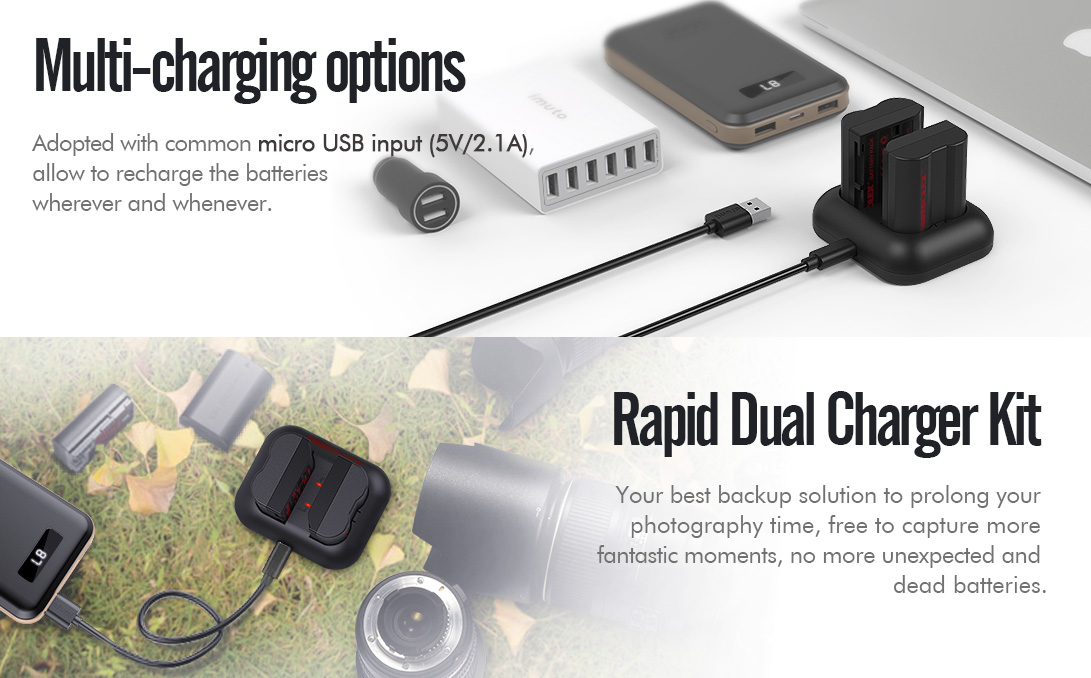 Multi-charging options
Adopted with common micro USB input (5V/2.1A),
allow to recharge the batteries
wherever and whenever.
imuto
L8
Rapid Dual Charger Kit
Your best backup solution to prolong your
photography time, free to capture more
fantastic moments, no more unexpected and
dead batteries.
L8